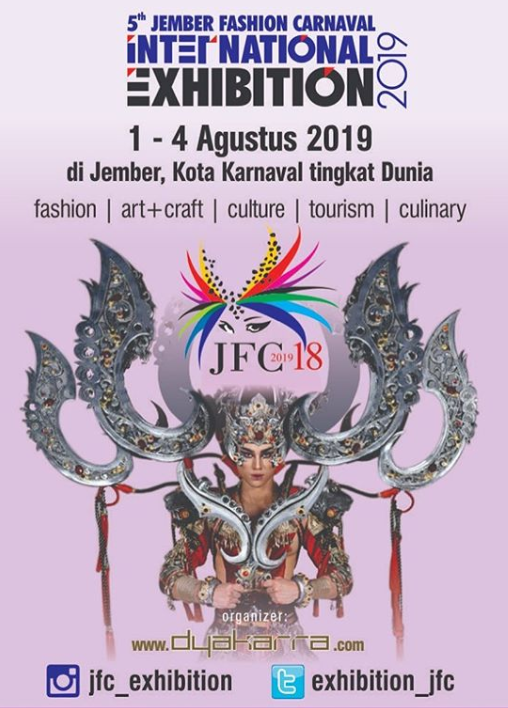 5th JEMBER FASHION CARNAVAL
INTERNATIONAL
EXHIBITION
2019
1 - 4 Agustus 2019
di Jember, Kota Karnaval tingkat Dunia
fashion | art+craft | culture | tourism | culinary
JFC 2019 18
organizer:
www.dyakarra.com
jfc_exhibition
exhibition_jfc